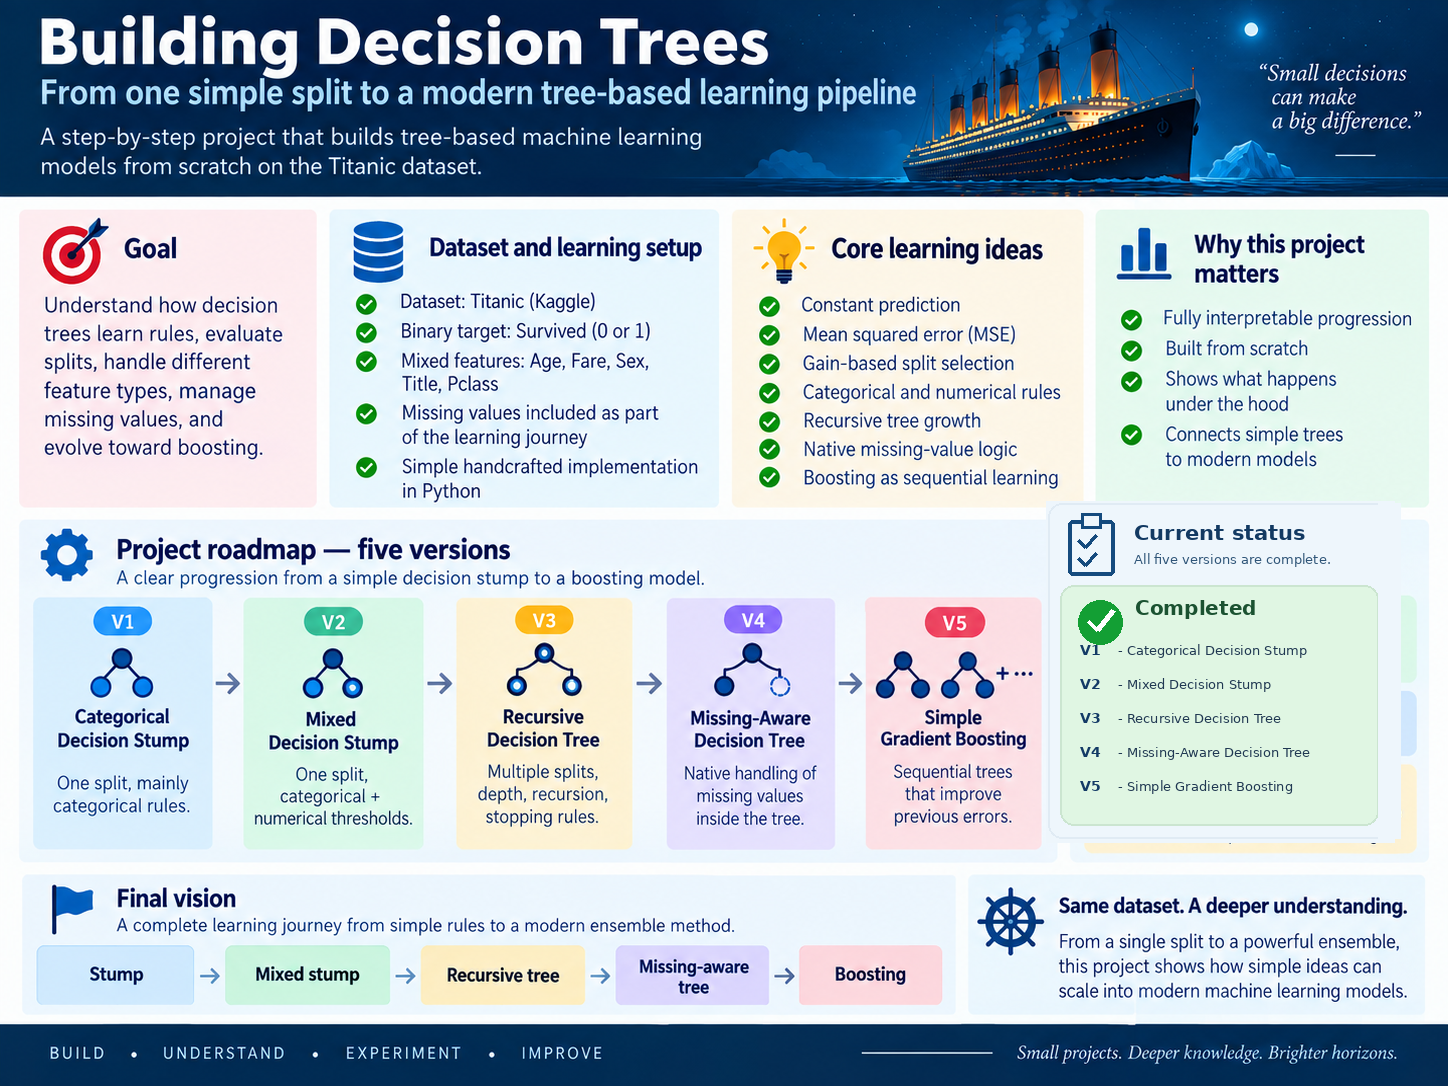 Building Decision Trees
From one simple split to a modern tree-based learning pipeline
A step-by-step project that builds tree-based machine learning
models from scratch on the Titanic dataset.
“Small decisions
can make
a big difference.”
Goal
Understand how decision
trees learn rules, evaluate
splits, handle different
feature types, manage
missing values, and
evolve toward boosting.
Dataset and learning setup
Dataset: Titanic (Kaggle)
Binary target: Survived (0 or 1)
Mixed features: Age, Fare, Sex,
Title, Pclass
Missing values included as part
of the learning journey
Simple handcrafted implementation
in Python
Core learning ideas
Constant prediction
Mean squared error (MSE)
Gain-based split selection
Categorical and numerical rules
Recursive tree growth
Native missing-value logic
Boosting as sequential learning
Why this project
matters
Fully interpretable progression
Built from scratch
Shows what happens
under the hood
Connects simple trees
to modern models
Project roadmap — five versions
A clear progression from a simple decision stump to a boosting model.
V1
Categorical
Decision Stump
One split, mainly
categorical rules.
V2
Mixed
Decision Stump
One split,
categorical +
numerical thresholds.
V3
Recursive
Decision Tree
Multiple splits,
depth, recursion,
stopping rules.
V4
Missing-Aware
Decision Tree
Native handling of
missing values
inside the tree.
V5
+ ...
Simple
Gradient Boosting
Sequential trees
that improve
previous errors.
Current status
All five versions are complete.
Completed
V1 - Categorical Decision Stump
V2 - Mixed Decision Stump
V3 - Recursive Decision Tree
V4 - Missing-Aware Decision Tree
V5 - Simple Gradient Boosting
Final vision
A complete learning journey from simple rules to a modern ensemble method.
Stump
Mixed stump
Recursive tree
Missing-aware
tree
Boosting
Same dataset. A deeper understanding.
From a single split to a powerful ensemble,
this project shows how simple ideas can
scale into modern machine learning models.
BUILD • UNDERSTAND • EXPERIMENT • IMPROVE
Small projects. Deeper knowledge. Brighter horizons.